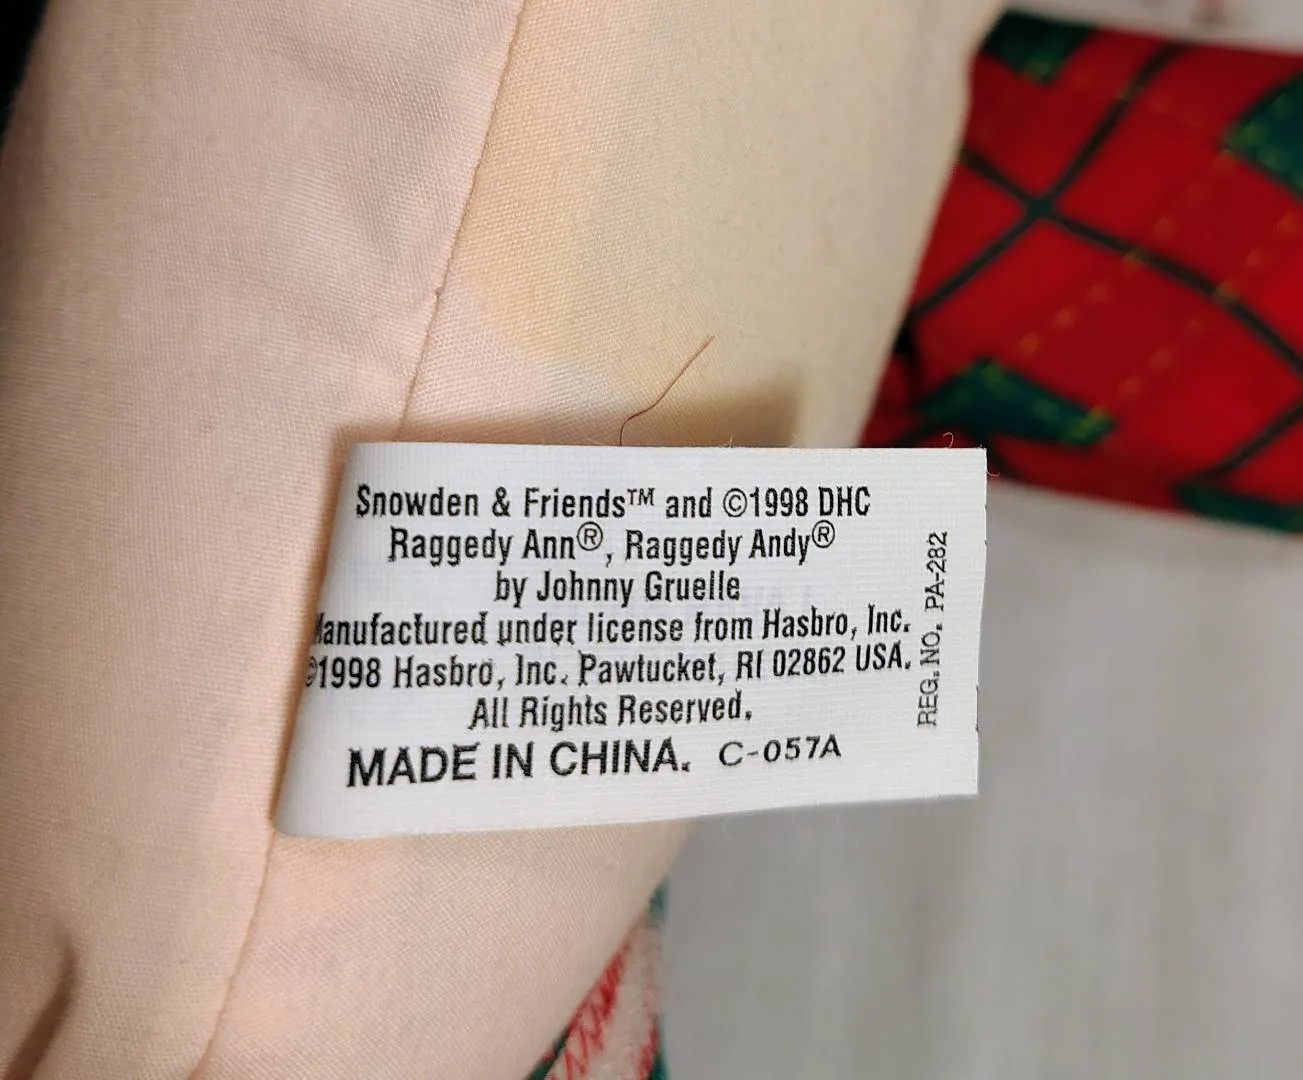 Snowden & Friends™ and ©1998 DHC
Raggedy Ann®, Raggedy Andy®
by Johnny Gruelle
Manufactured under license from Hasbro, Inc.
©1998 Hasbro, Inc. Pawtucket, RI 02862 USA.
All Rights Reserved.
MADE IN CHINA. C-057A
REG. NO. PA-282